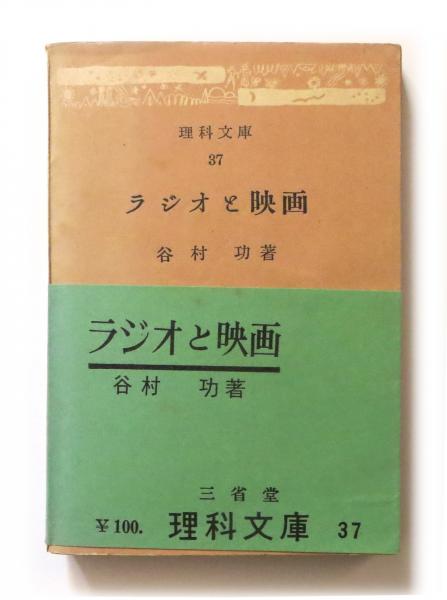 理科文庫
37
ラジオと映画
谷村 功著
ラジオと映画
谷村 功著
三省堂
¥100. 理科文庫 37